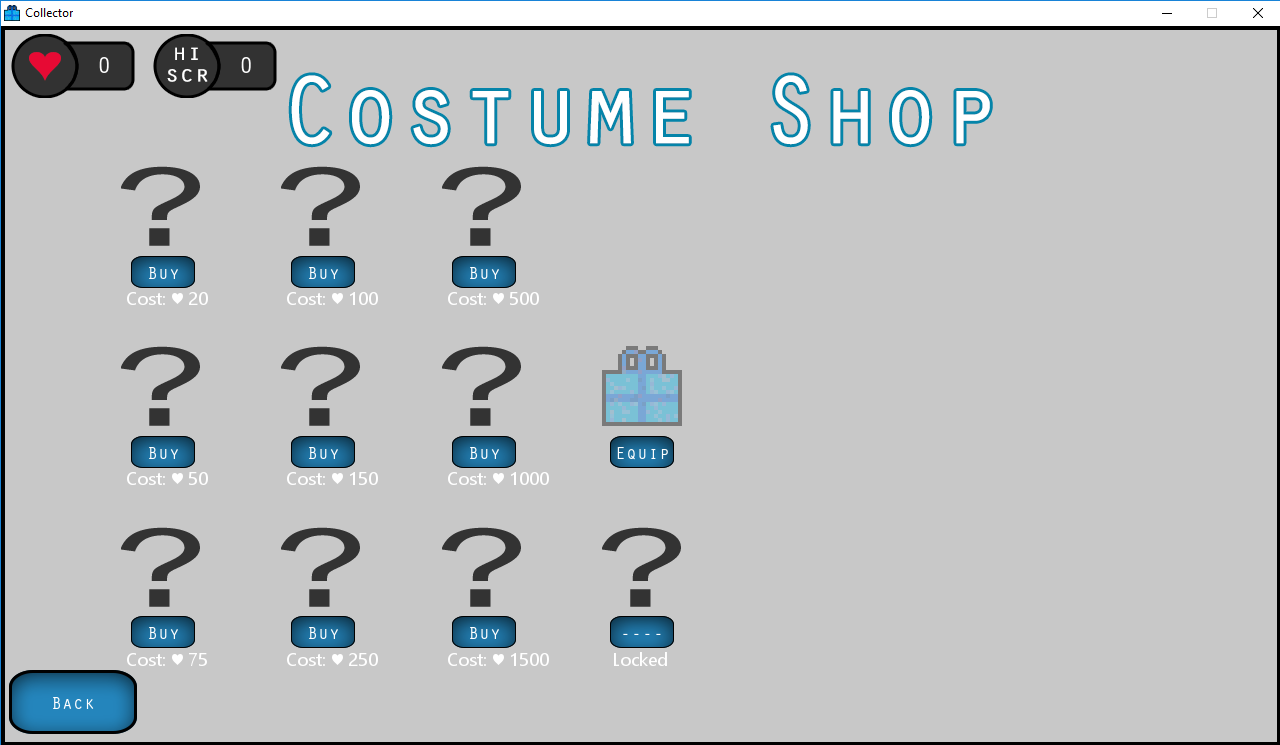 Collector
0
HI
SCR
0
Costume Shop
? ? ?
Buy Buy Buy
Cost: ♥ 20 Cost: ♥ 100 Cost: ♥ 500
? ? ?
Buy Buy Buy Equip
Cost: ♥ 50 Cost: ♥ 150 Cost: ♥ 1000
? ? ? ?
Buy Buy Buy ----
Cost: ♥ 75 Cost: ♥ 250 Cost: ♥ 1500 Locked
Back